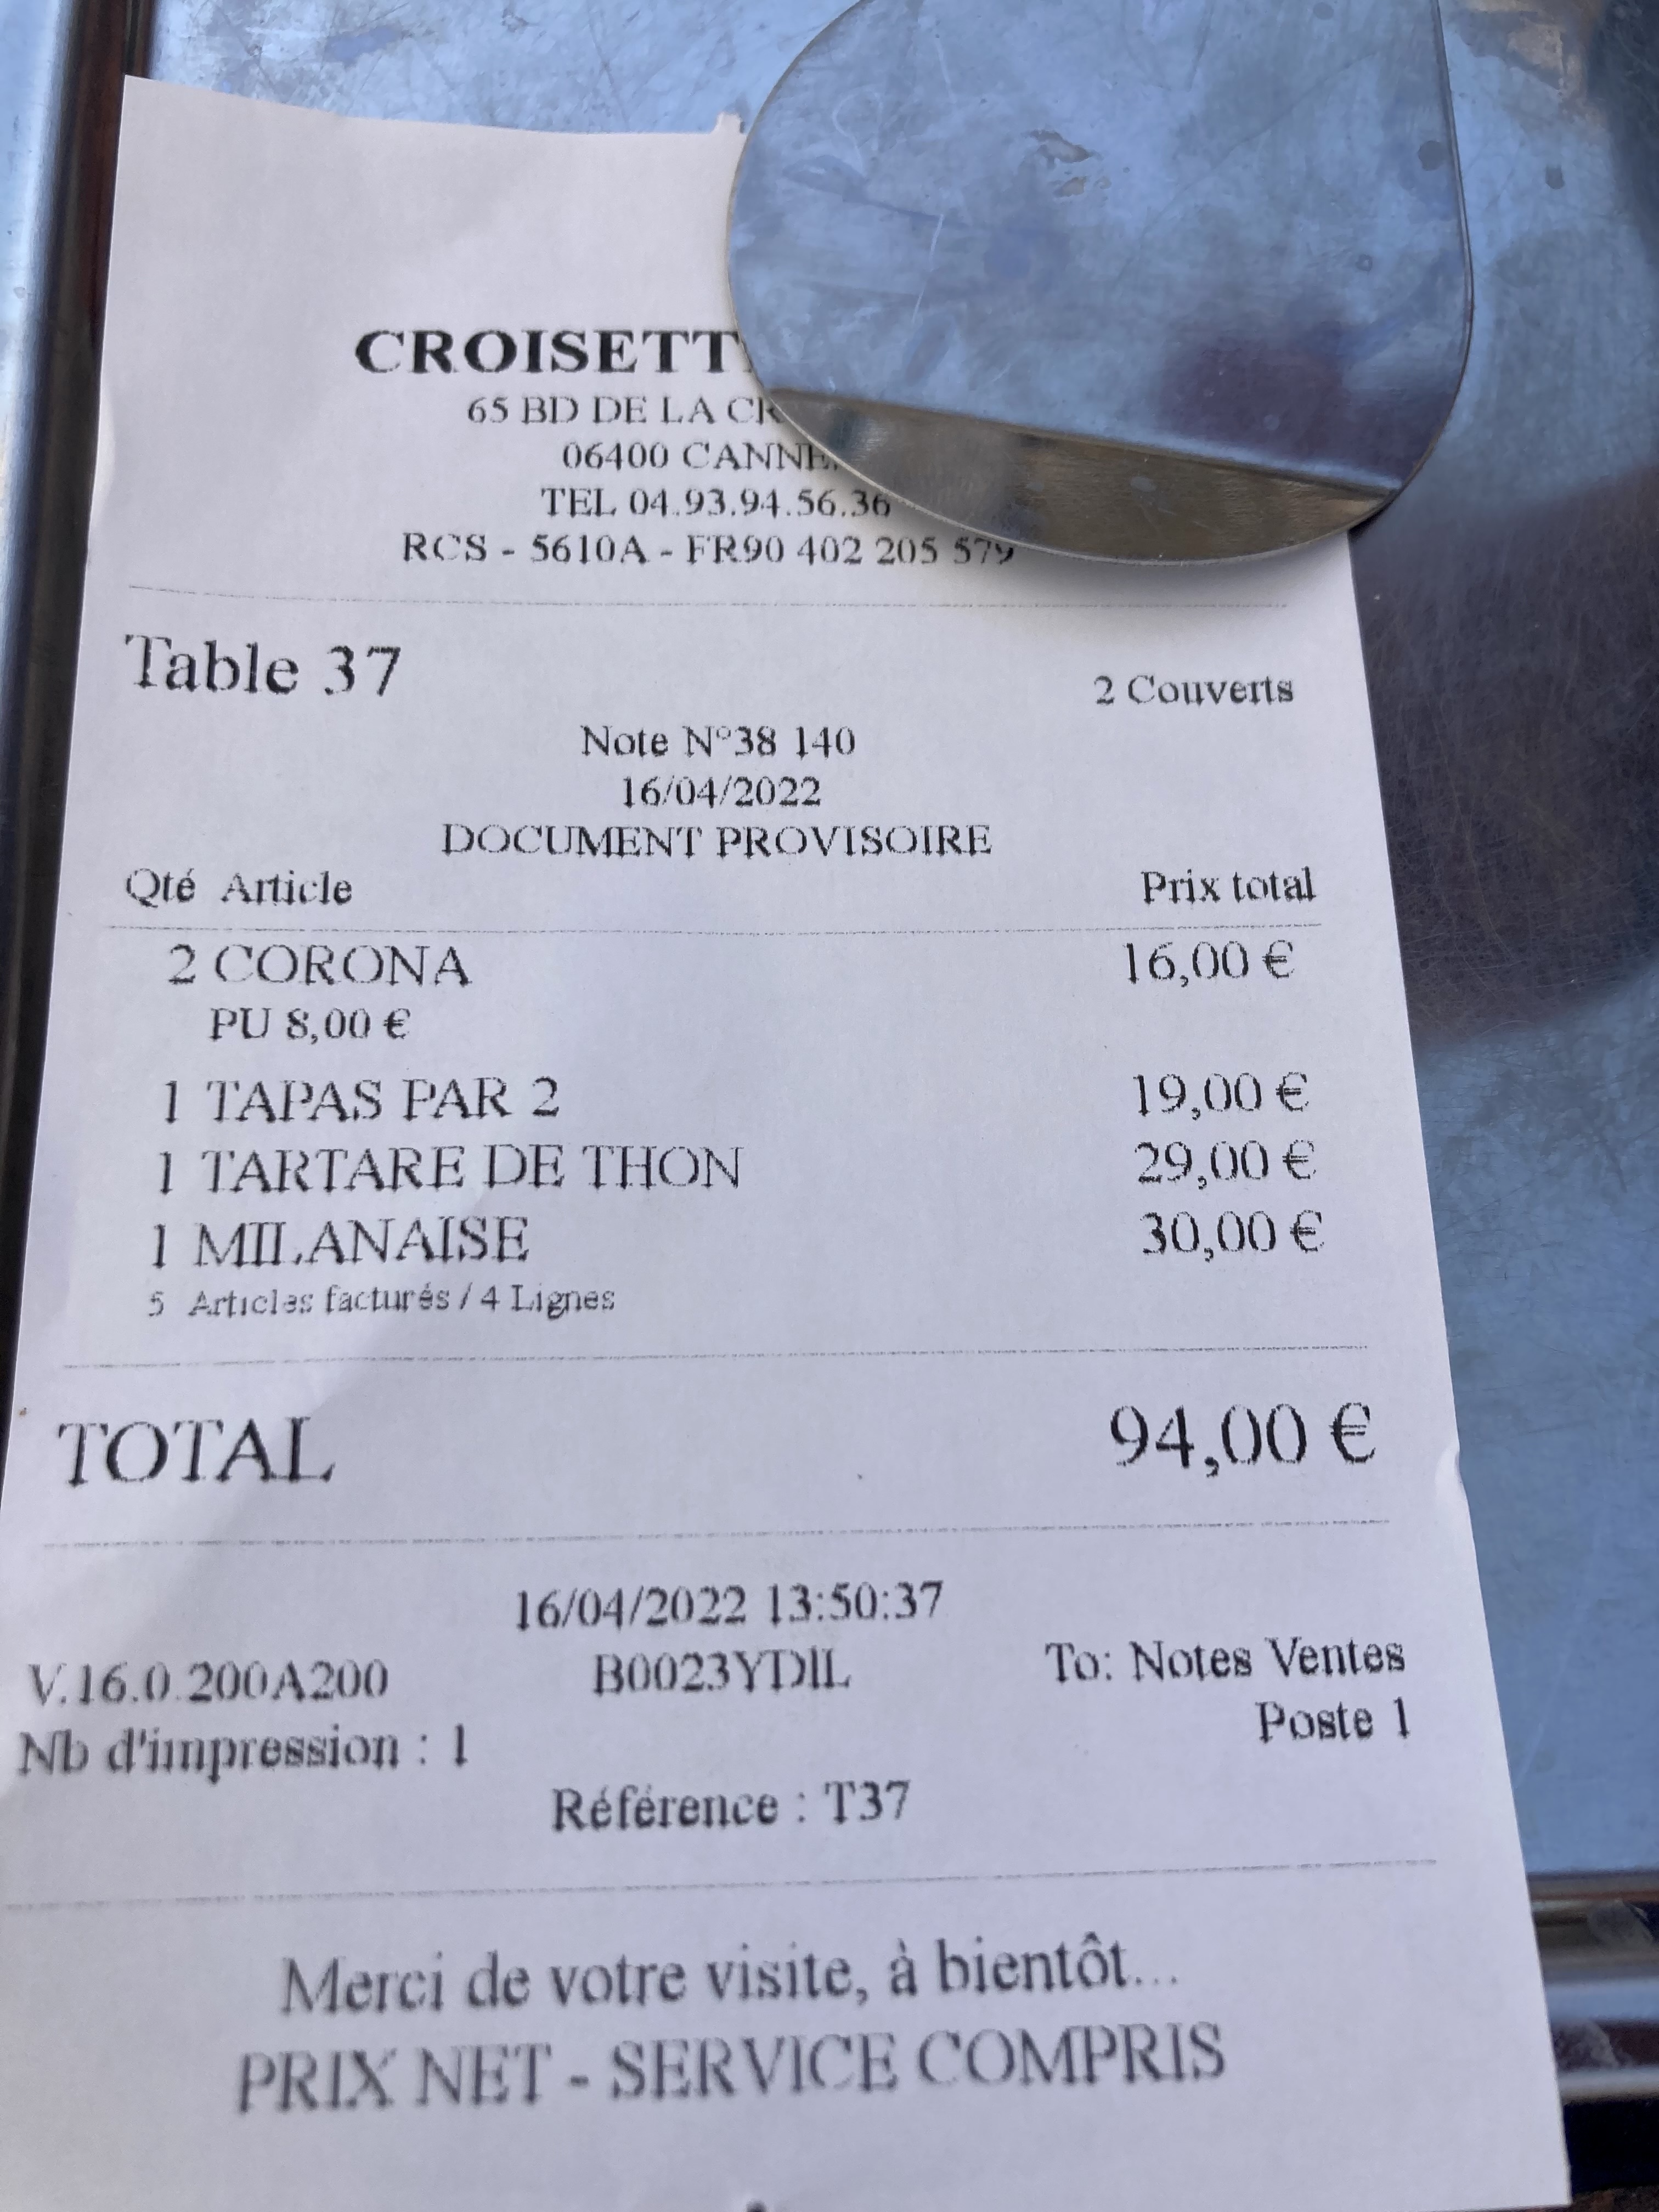 CROISETT
65 BD DE LA CR
06400 CANNE
TEL 04.93.94.56.36
RCS - 5610A - FR90 402 205 579
Table 37
2 Couverts
Note N°38 140
16/04/2022
DOCUMENT PROVISOIRE
Qté Article Prix total
2 CORONA 16,00 €
PU 8,00 €
1 TAPAS PAR 2 19,00 €
1 TARTARE DE THON 29,00 €
1 MILANAISE 30,00 €
5 Articles facturés / 4 Lignes
TOTAL 94,00 €
16/04/2022 13:50:37
V.16.0.200A200 B0023YDIL To: Notes Ventes
Nb d'impression : 1 Poste 1
Référence : T37
Merci de votre visite, à bientôt...
PRIX NET - SERVICE COMPRIS